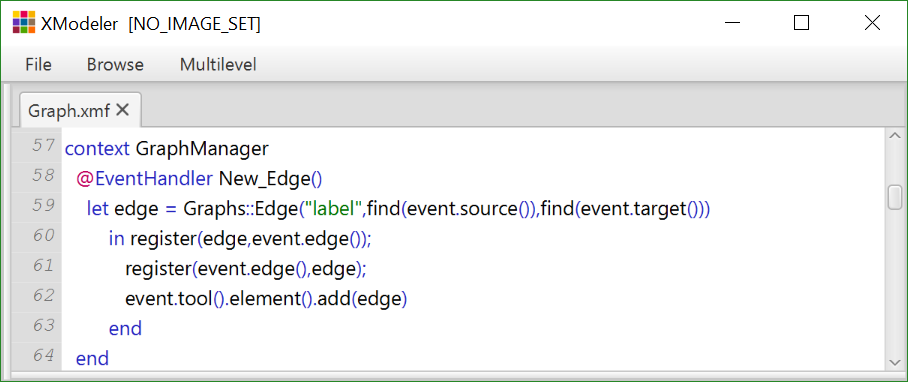 XModeler [NO_IMAGE_SET]
File Browse Multilevel
Graph.xmf
57 context GraphManager
58 @EventHandler New_Edge()
59 let edge = Graphs::Edge("label",find(event.source()),find(event.target()))
60 in register(edge,event.edge());
61 register(event.edge(),edge);
62 event.tool().element().add(edge)
63 end
64 end